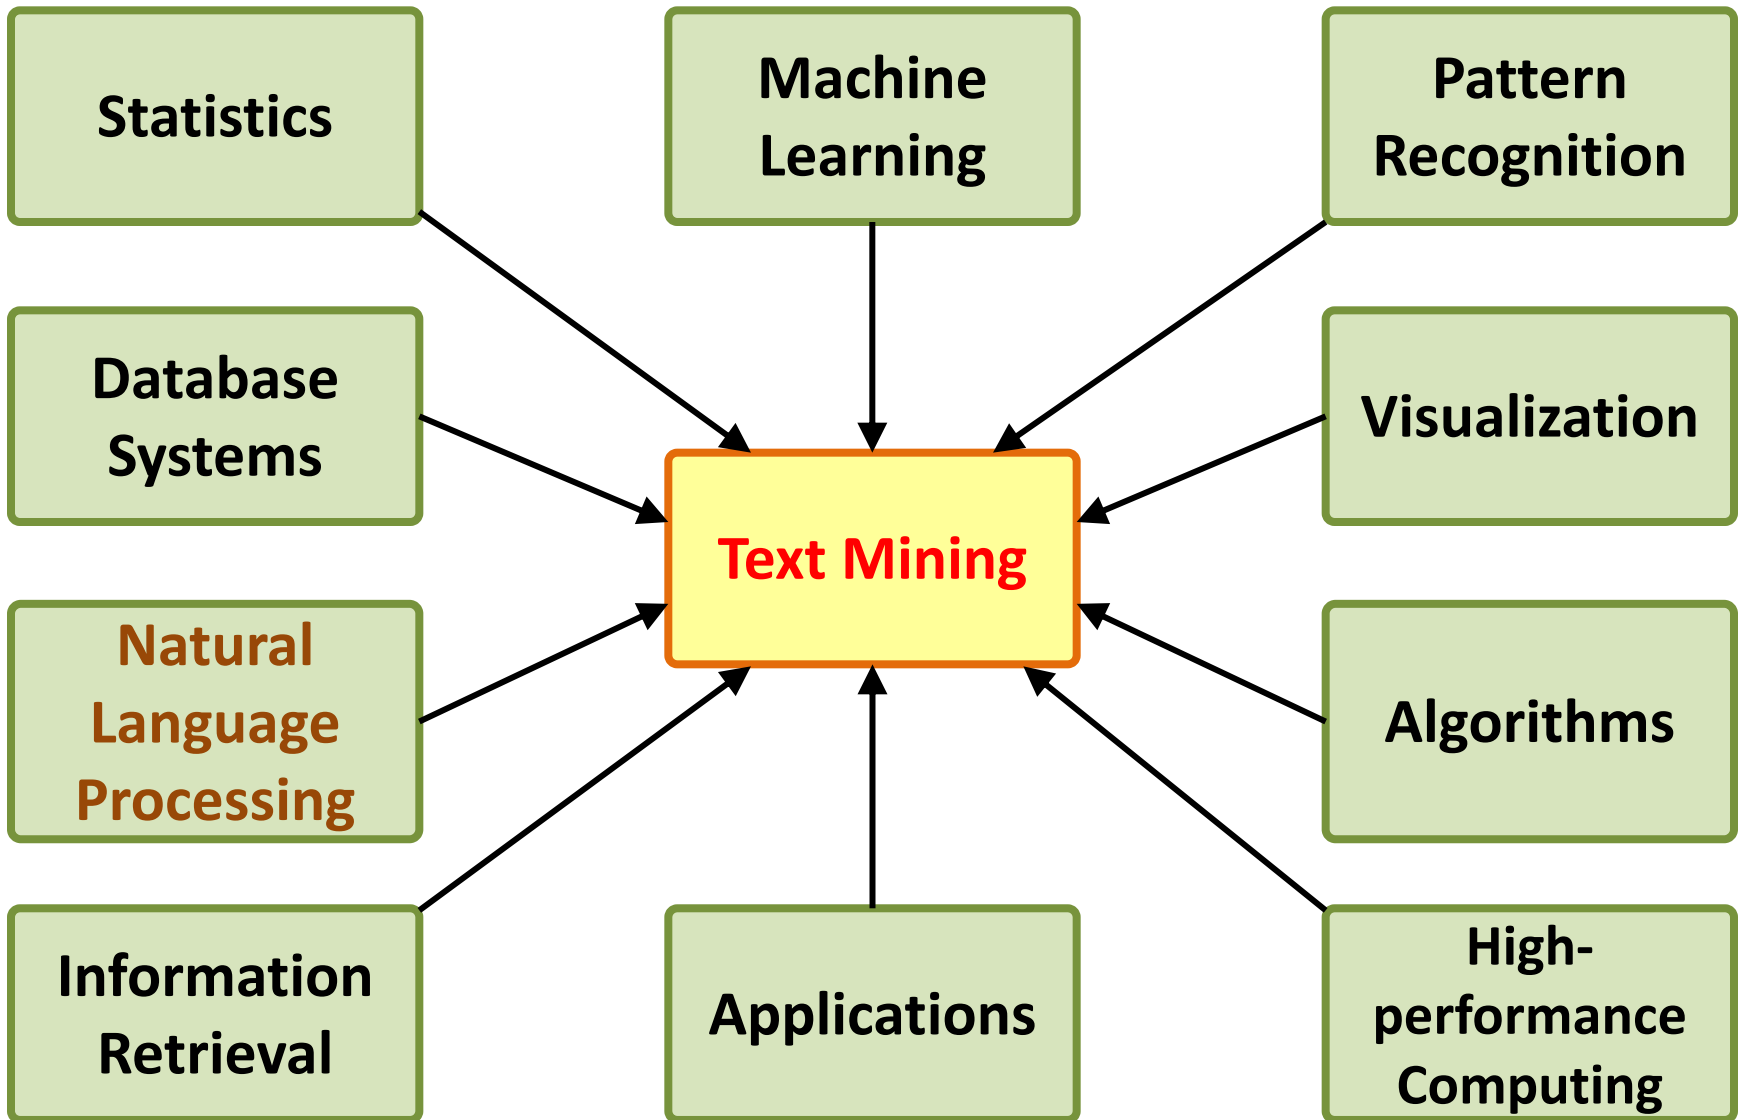 Statistics
Machine
Learning
Pattern
Recognition
Database
Systems
Visualization
Text Mining
Natural
Language
Processing
Algorithms
Information
Retrieval
Applications
High-
performance
Computing